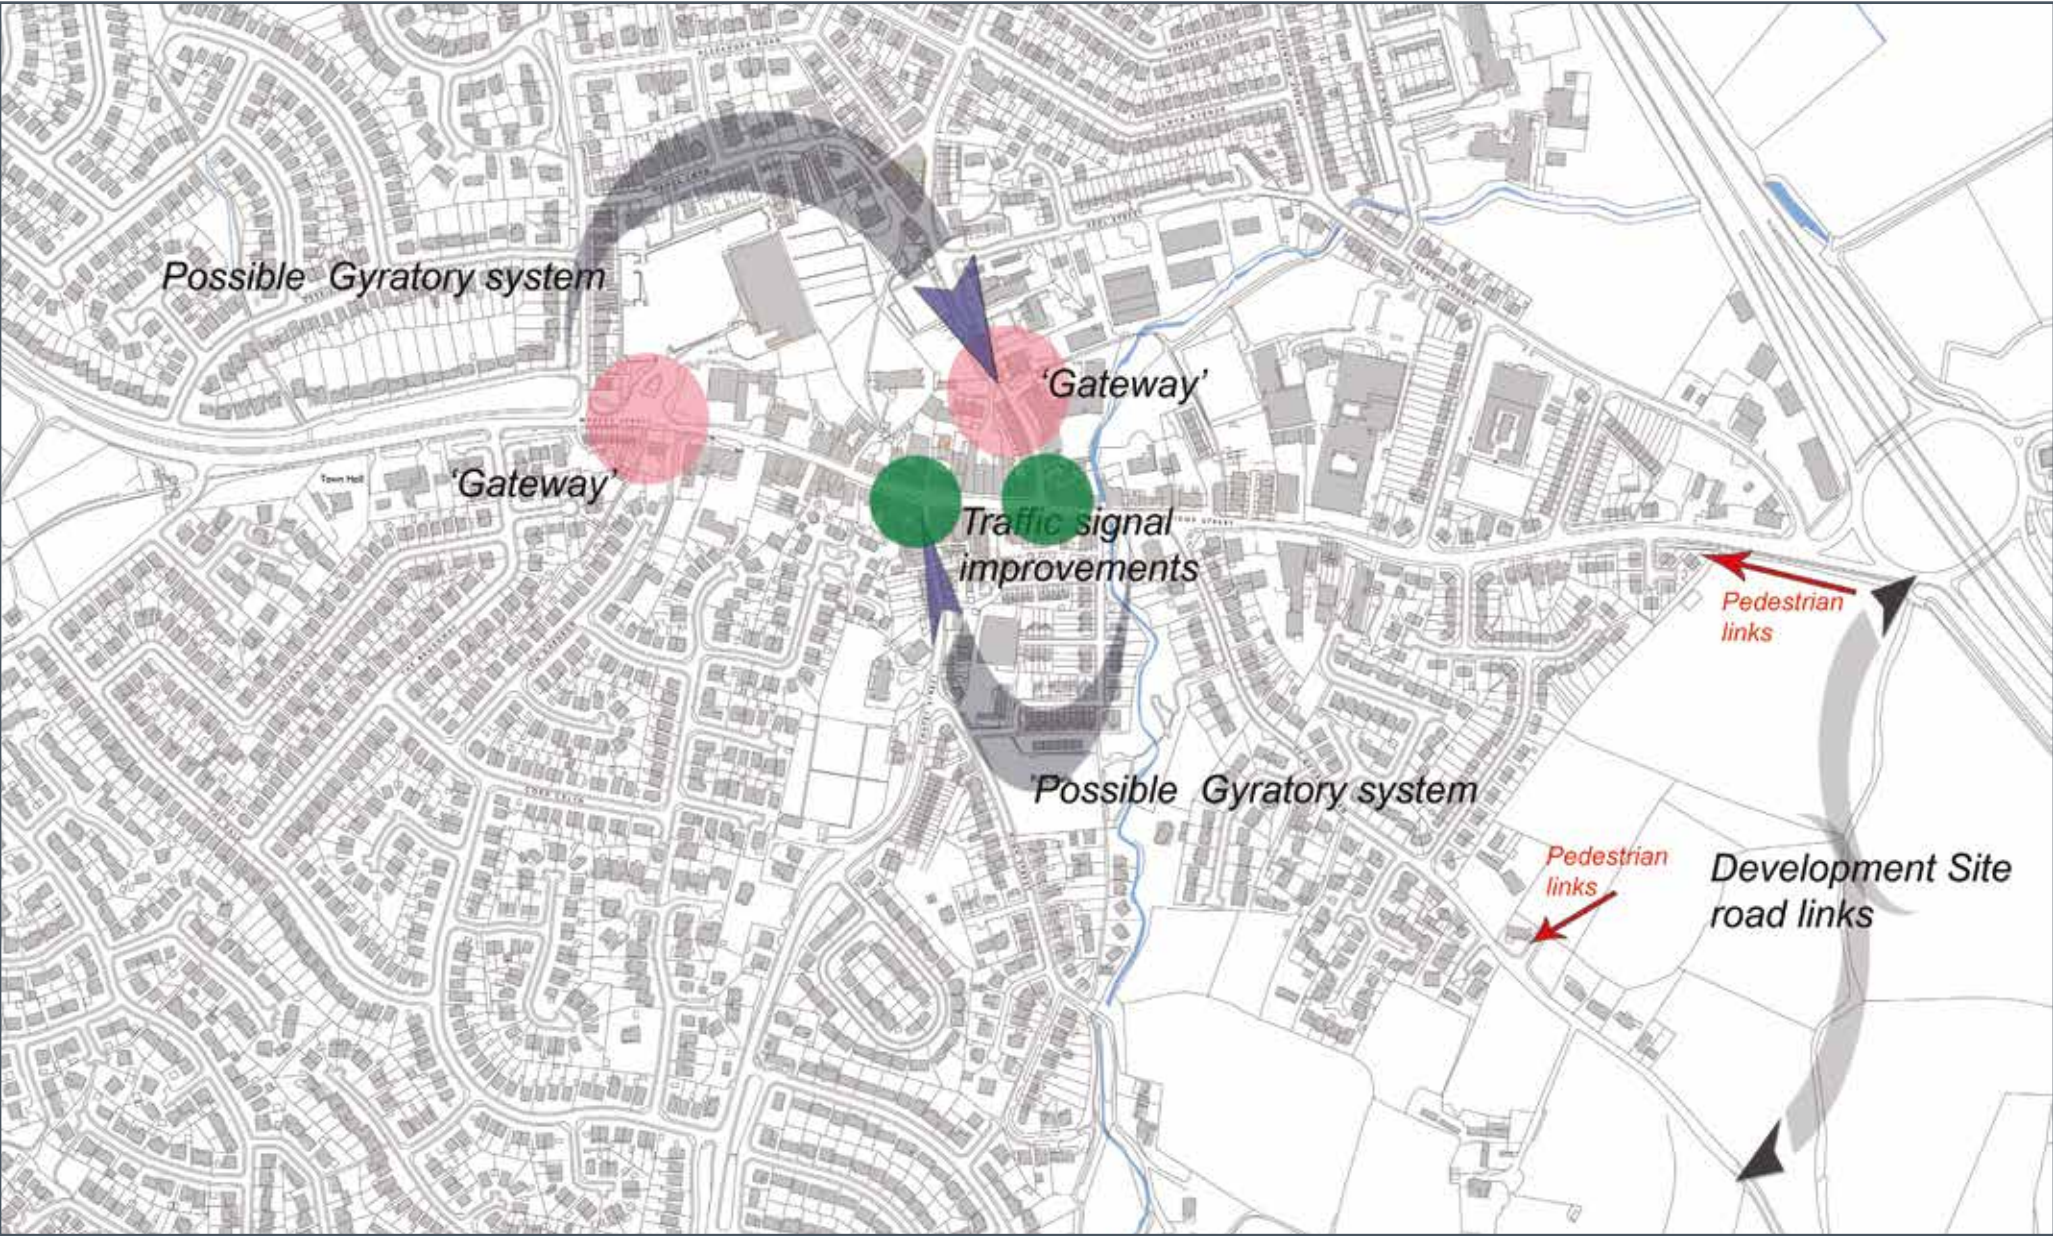 Possible Gyratory system
'Gateway'
'Gateway'
Town Hall
Traffic signal
improvements
Pedestrian
links
Possible Gyratory system
Pedestrian
links
Development Site
road links